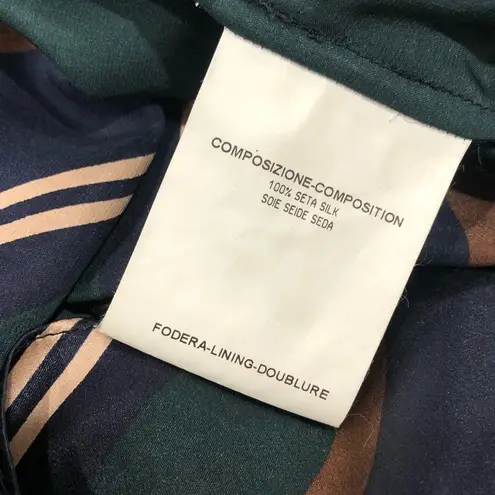 COMPOSIZIONE-COMPOSITION
100% SETA SILK
SOIE SEIDE SEDA
FODERA-LINING-DOUBLURE